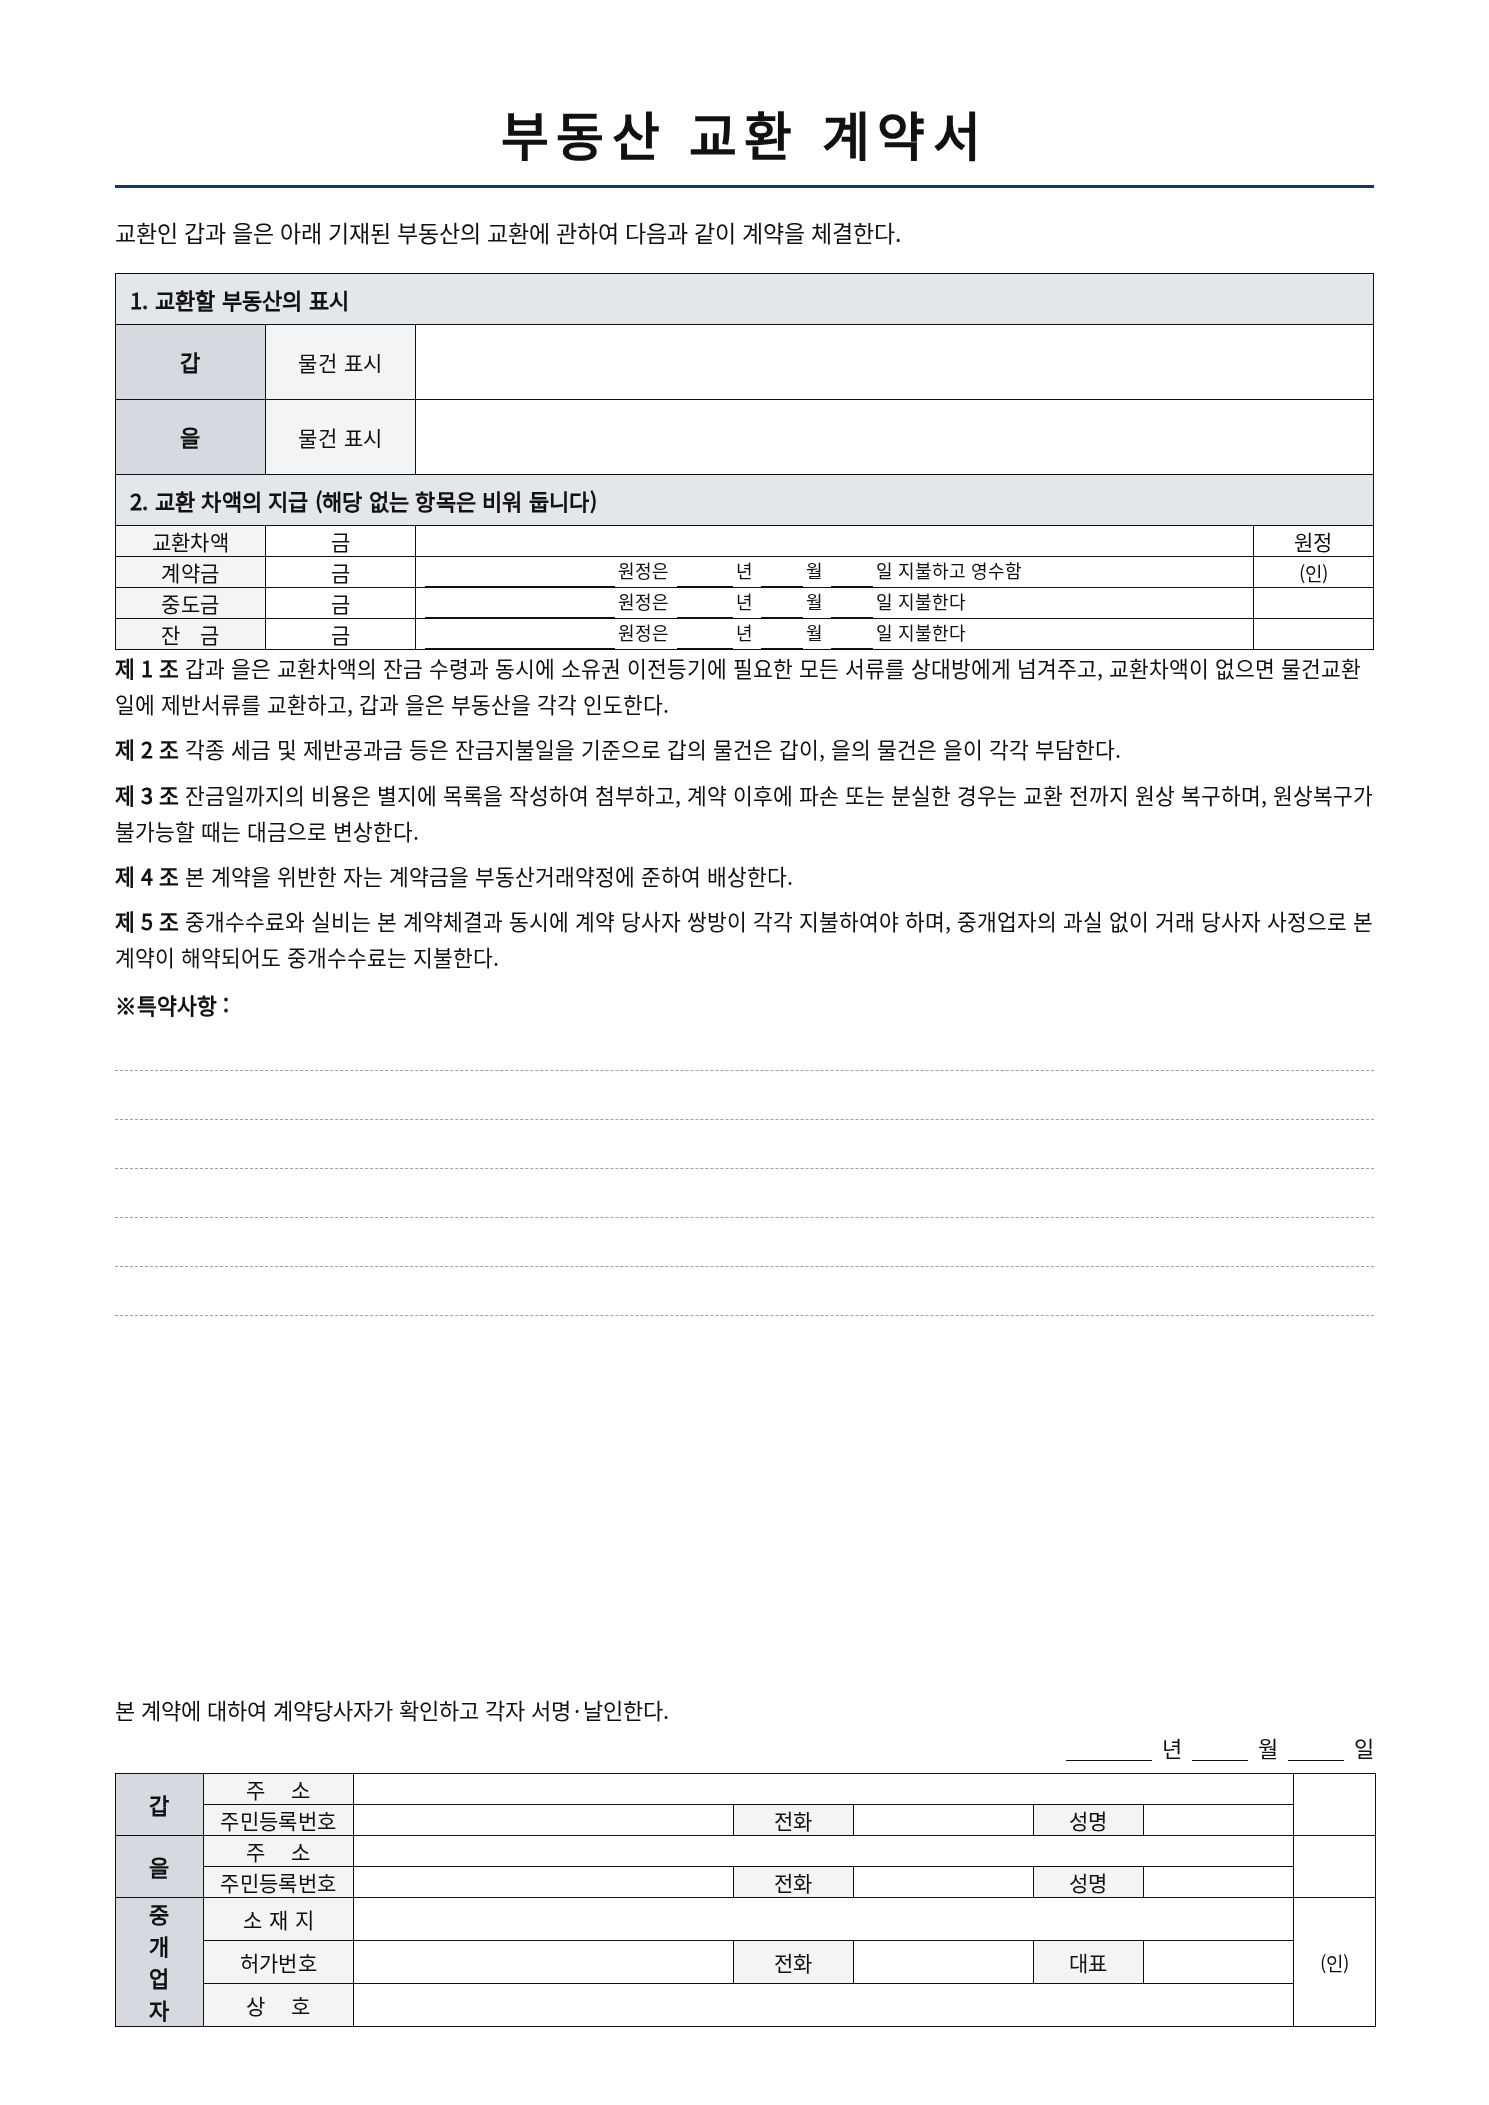 부동산 교환 계약서
교환인 갑과 을은 아래 기재된 부동산의 교환에 관하여 다음과 같이 계약을 체결한다.
1. 교환할 부동산의 표시
갑 물건 표시
을 물건 표시
2. 교환 차액의 지급 (해당 없는 항목은 비워 둡니다)
교환차액 금 원정
계약금 금 원정은 년 월 일 지불하고 영수함 (인)
중도금 금 원정은 년 월 일 지불한다
잔 금 금 원정은 년 월 일 지불한다
제 1 조 갑과 을은 교환차액의 잔금 수령과 동시에 소유권 이전등기에 필요한 모든 서류를 상대방에게 넘겨주고, 교환차액이 없으면 물건교환
일에 제반서류를 교환하고, 갑과 을은 부동산을 각각 인도한다.
제 2 조 각종 세금 및 제반공과금 등은 잔금지불일을 기준으로 갑의 물건은 갑이, 을의 물건은 을이 각각 부담한다.
제 3 조 잔금일까지의 비용은 별지에 목록을 작성하여 첨부하고, 계약 이후에 파손 또는 분실한 경우는 교환 전까지 원상 복구하며, 원상복구가
불가능할 때는 대금으로 변상한다.
제 4 조 본 계약을 위반한 자는 계약금을 부동산거래약정에 준하여 배상한다.
제 5 조 중개수수료와 실비는 본 계약체결과 동시에 계약 당사자 쌍방이 각각 지불하여야 하며, 중개업자의 과실 없이 거래 당사자 사정으로 본
계약이 해약되어도 중개수수료는 지불한다.
※특약사항 :
본 계약에 대하여 계약당사자가 확인하고 각자 서명·날인한다.
년 월 일
갑 주 소
주민등록번호 전화 성명
을 주 소
주민등록번호 전화 성명
중개업자 소 재 지
허가번호 전화 대표 (인)
상 호